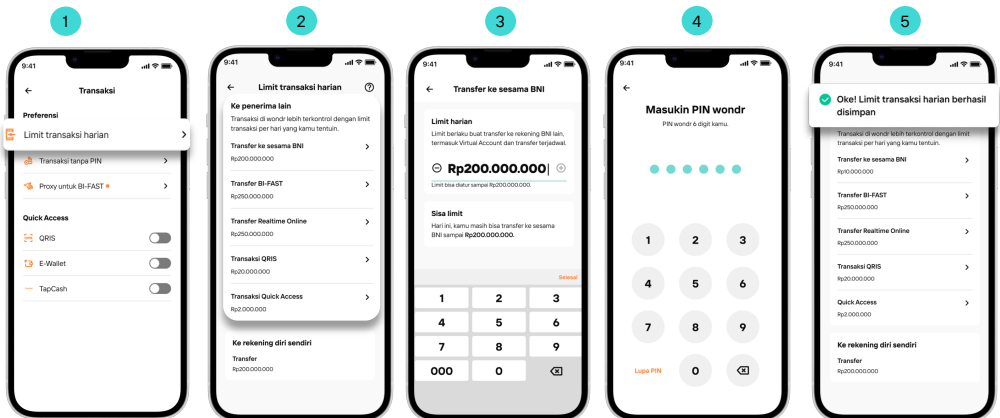 1
9:41
Transaksi
Preferensi
Limit transaksi harian
Transaksi tanpa PIN
Proxy untuk BI-FAST
Quick Access
QRIS
E-Wallet
TapCash
2
9:41
Limit transaksi harian
Ke penerima lain
Transaksi di wondr lebih terkontrol dengan limit
transaksi per hari yang kamu tentuin.
Transfer ke sesama BNI
Rp200.000.000
Transfer BI-FAST
Rp250.000.000
Transfer Realtime Online
Rp250.000.000
Transaksi QRIS
Rp20.000.000
Transaksi Quick Access
Rp2.000.000
Ke rekening diri sendiri
Transfer
Rp200.000.000
3
9:41
Transfer ke sesama BNI
Limit harian
Limit berlaku buat transfer ke rekening BNI lain,
termasuk Virtual Account dan transfer terjadwal.
Rp200.000.000
Limit bisa diatur sampai Rp200.000.000.
Sisa limit
Hari ini, kamu masih bisa transfer ke sesama
BNI sampai Rp200.000.000.
Selesai
1 2 3
4 5 6
7 8 9
000 0
4
9:41
Masukin PIN wondr
PIN wondr 6 digit kamu.
1 2 3
4 5 6
7 8 9
Lupa PIN 0
5
9:41
Oke! Limit transaksi harian berhasil
disimpan
Transaksi di wondr lebih terkontrol dengan limit
transaksi per hari yang kamu tentuin.
Transfer ke sesama BNI
Rp10.000.000
Transfer BI-FAST
Rp250.000.000
Transfer Realtime Online
Rp250.000.000
Transaksi QRIS
Rp20.000.000
Quick Access
Rp2.000.000
Ke rekening diri sendiri
Transfer
Rp200.000.000